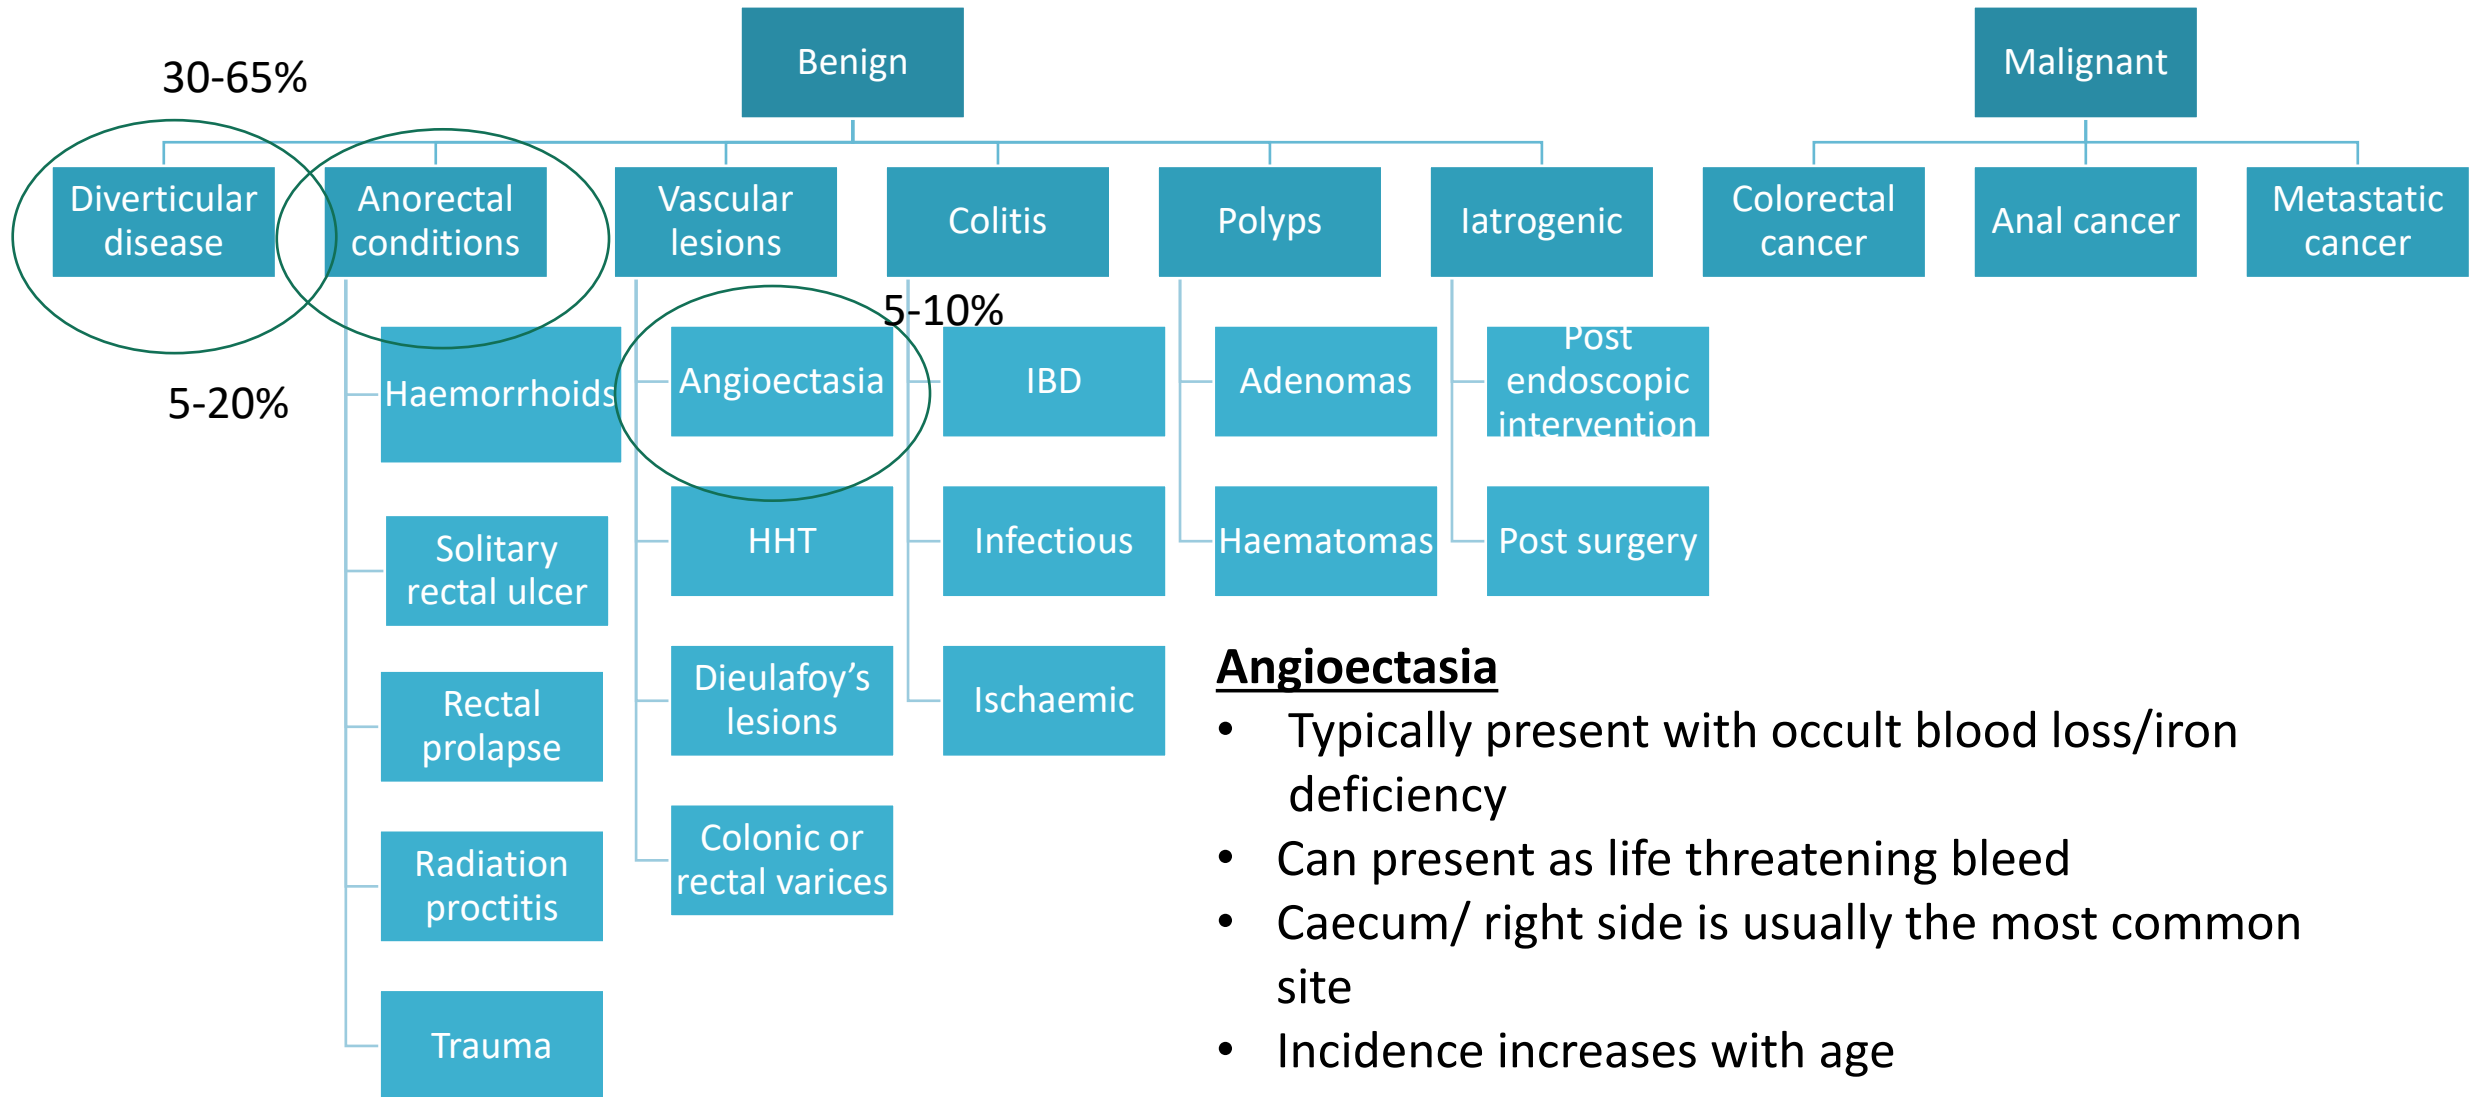 Benign
Malignant
30-65%
Diverticular
disease
Anorectal
conditions
Vascular
lesions
Colitis
Polyps
Iatrogenic
Colorectal
cancer
Anal cancer
Metastatic
cancer
5-20%
Haemorrhoids
Solitary
rectal ulcer
Rectal
prolapse
Radiation
proctitis
Trauma
5-10%
Angioectasia
HHT
Dieulafoy’s
lesions
Colonic or
rectal varices
IBD
Infectious
Ischaemic
Adenomas
Haematomas
Post
endoscopic
intervention
Post surgery
Angioectasia
• Typically present with occult blood loss/iron
deficiency
• Can present as life threatening bleed
• Caecum/ right side is usually the most common
site
• Incidence increases with age